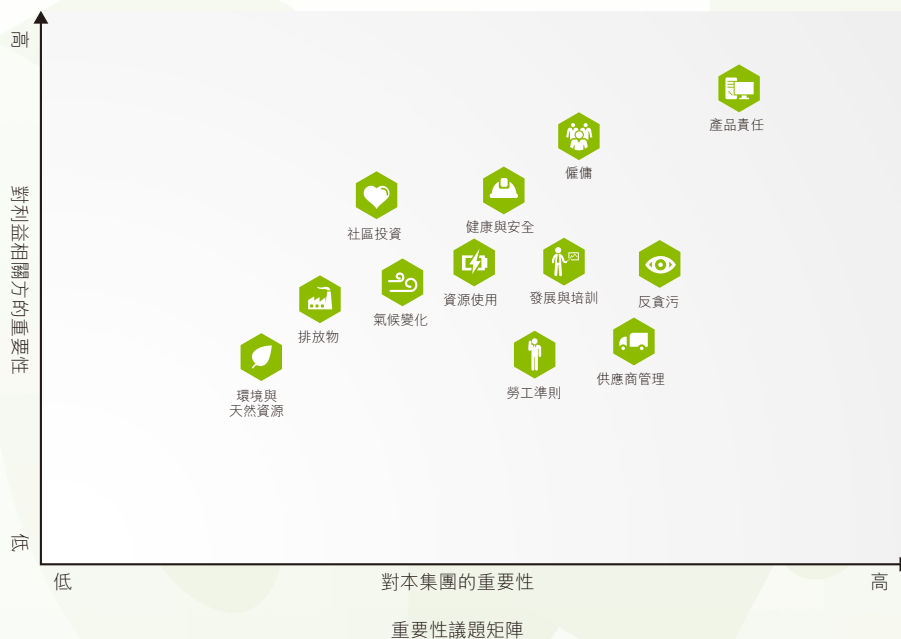 高
對利益相關方的重要性
低
產品責任
僱傭
社區投資
健康與安全
資源使用
發展與培訓
反貪污
氣候變化
排放物
環境與
天然資源
勞工準則
供應商管理
低
對本集團的重要性
高
重要性議題矩陣